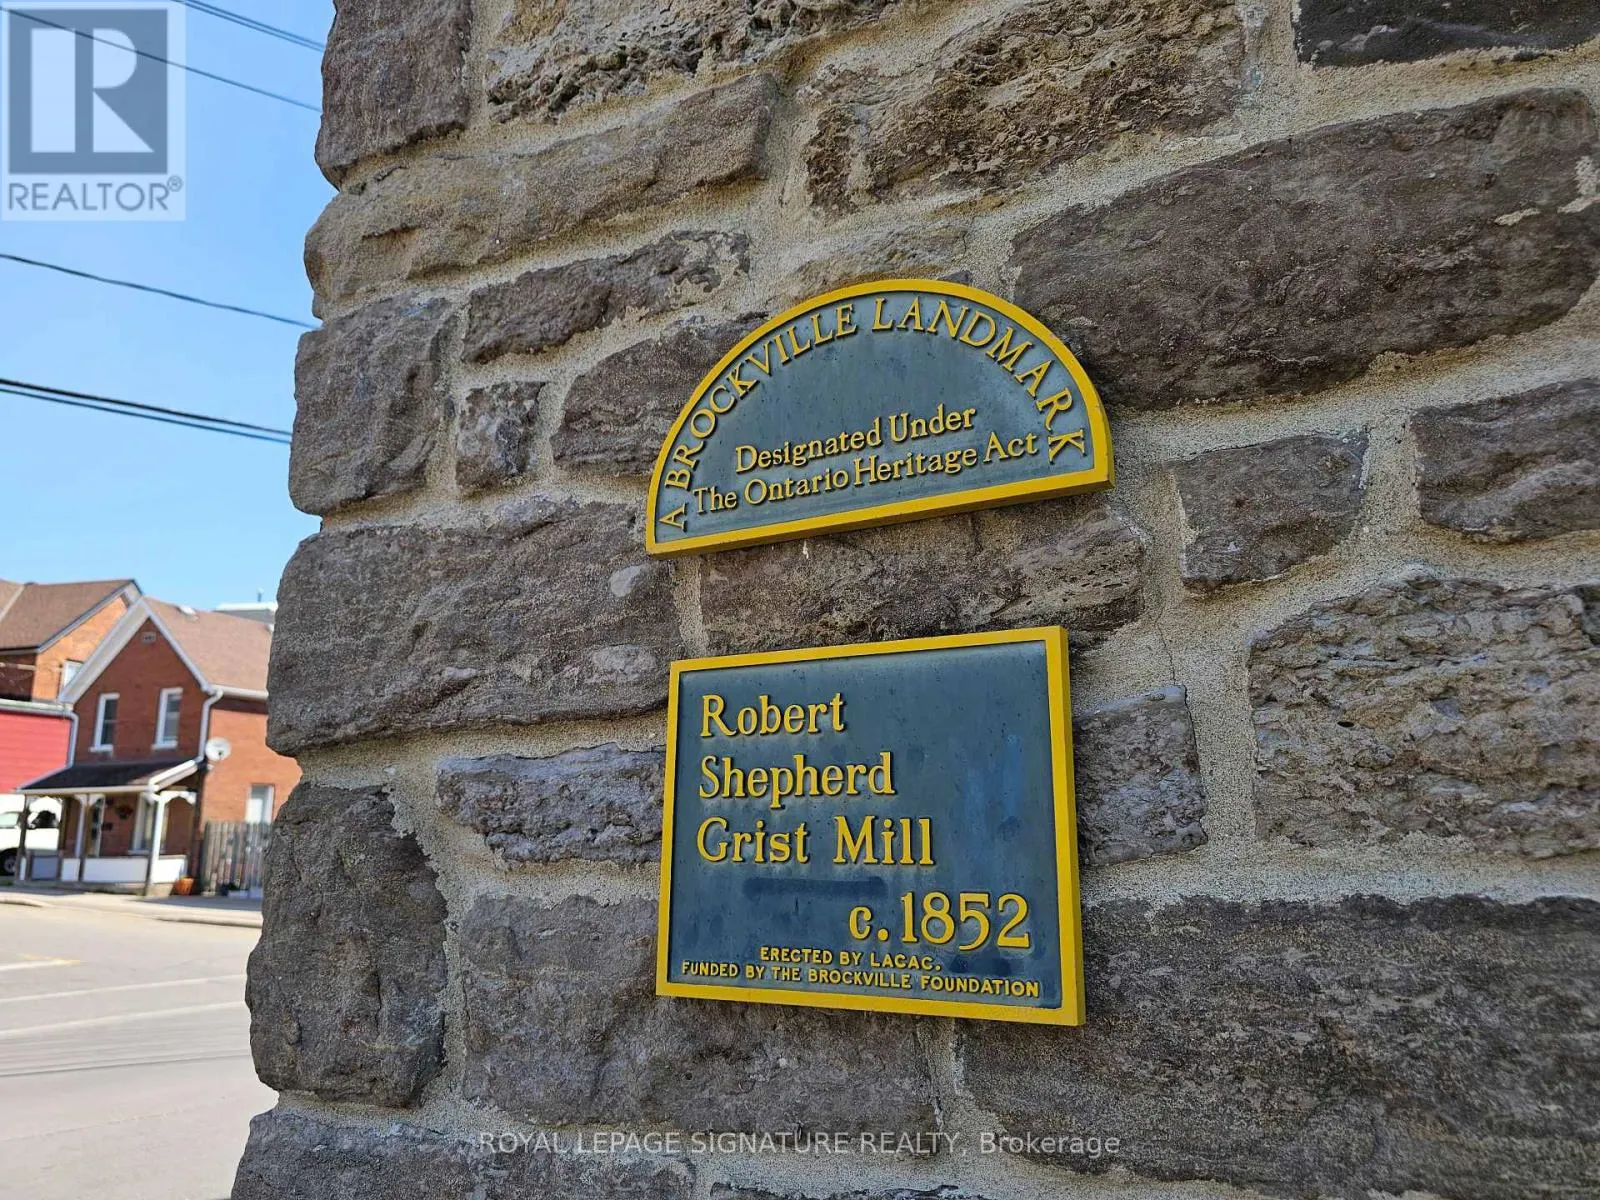 REALTOR®
A BROCKVILLE LANDMARK
Designated Under
The Ontario Heritage Act
Robert
Shepherd
Grist Mill
c.1852
ERECTED BY LACAC.
FUNDED BY THE BROCKVILLE FOUNDATION
ROYAL LEPAGE SIGNATURE REALTY, Brokerage